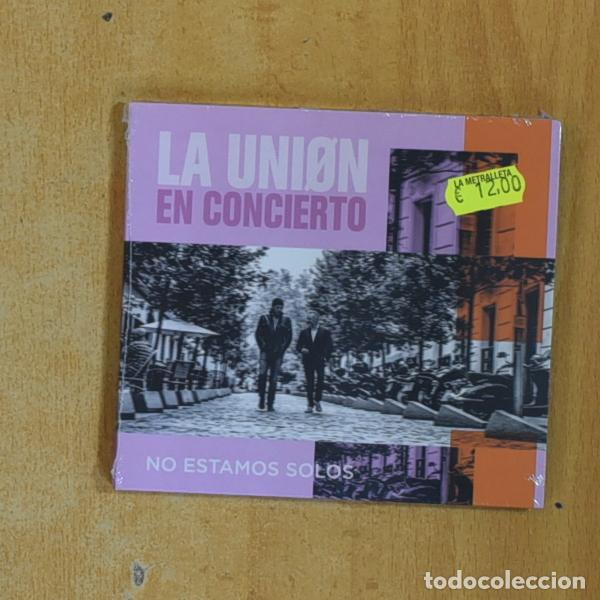 LA UNIØN
EN CONCIERTO
LA METRALLETA
€ 12,00
NO ESTAMOS SOLOS
todocoleccion